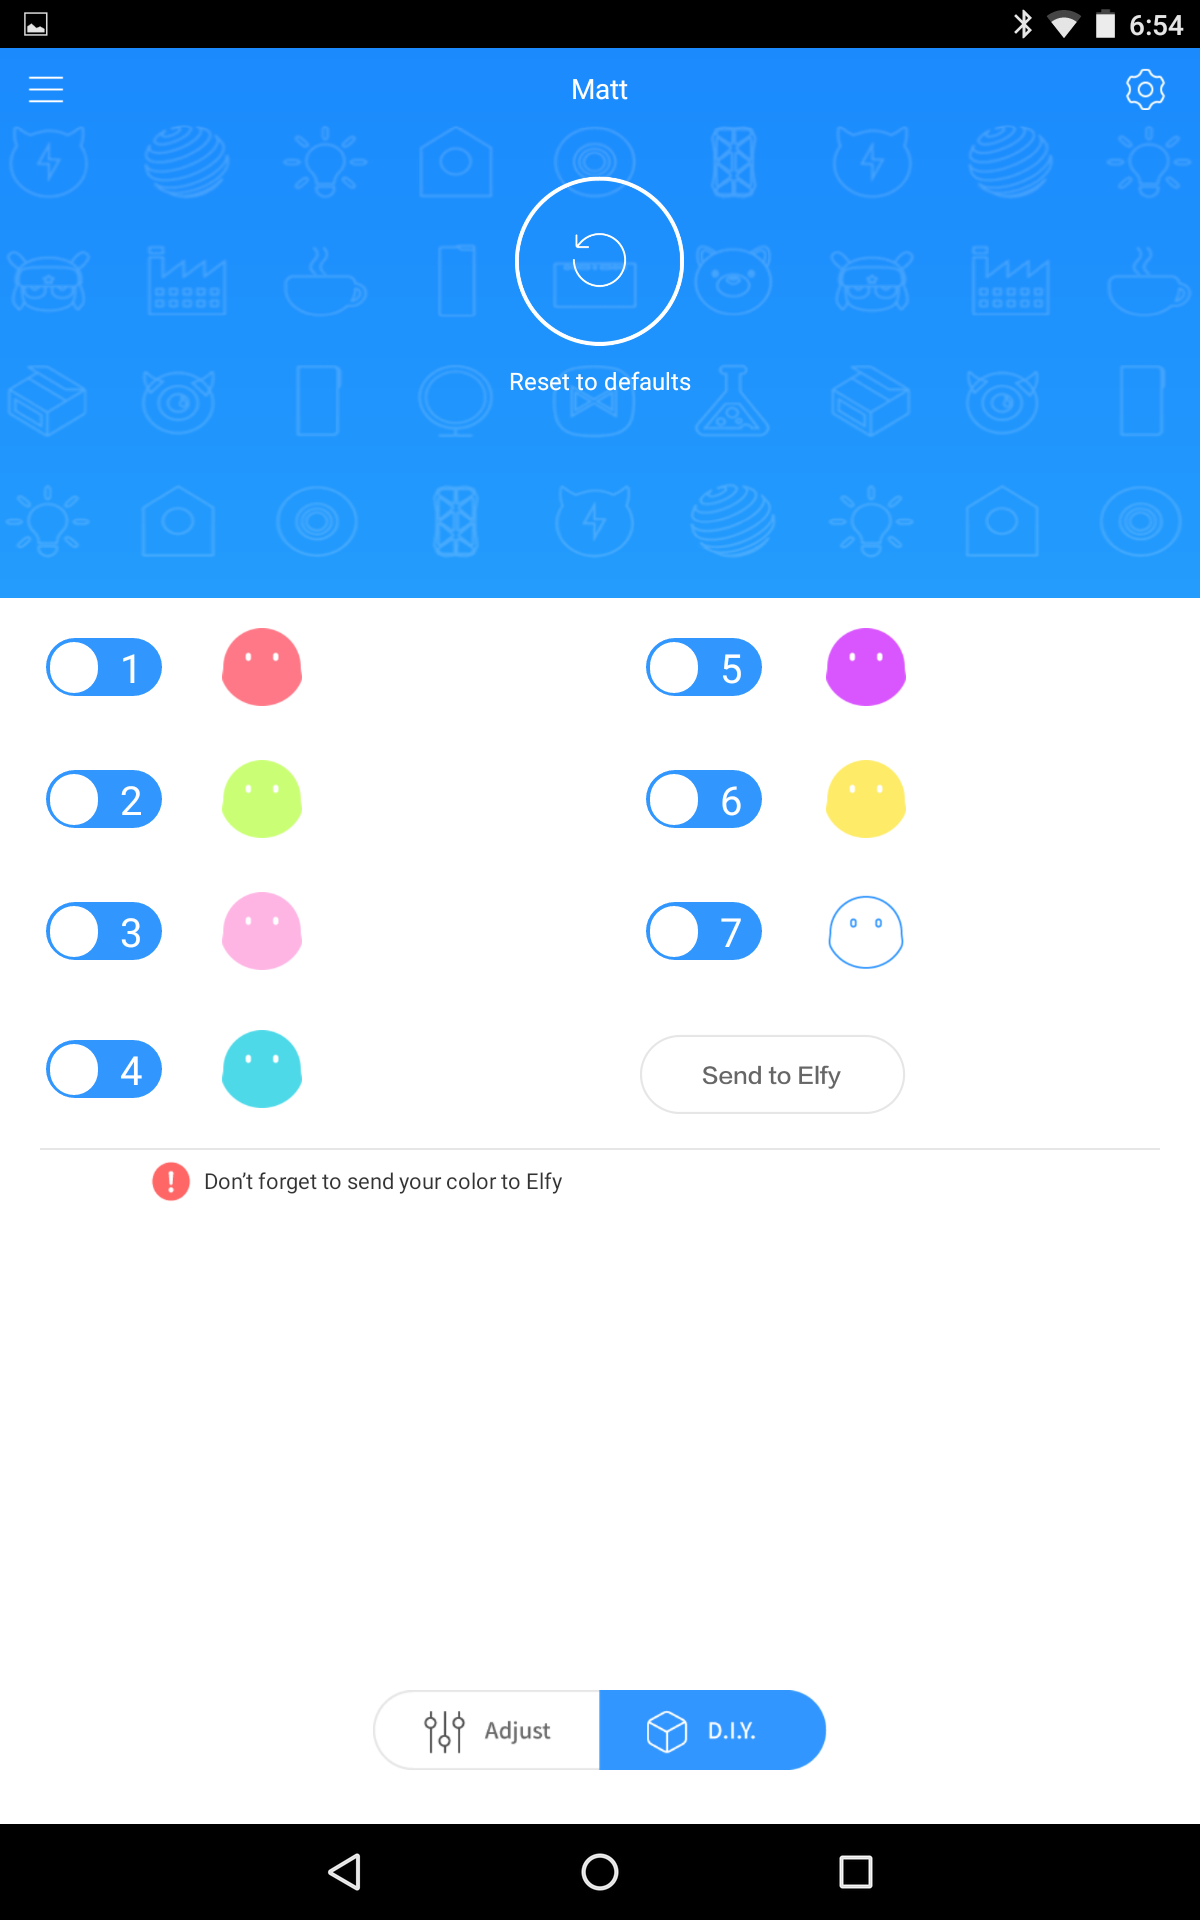 6:54
Matt
Reset to defaults
1
5
2
6
3
7
4
Send to Elfy
! Don’t forget to send your color to Elfy
Adjust
D.I.Y.